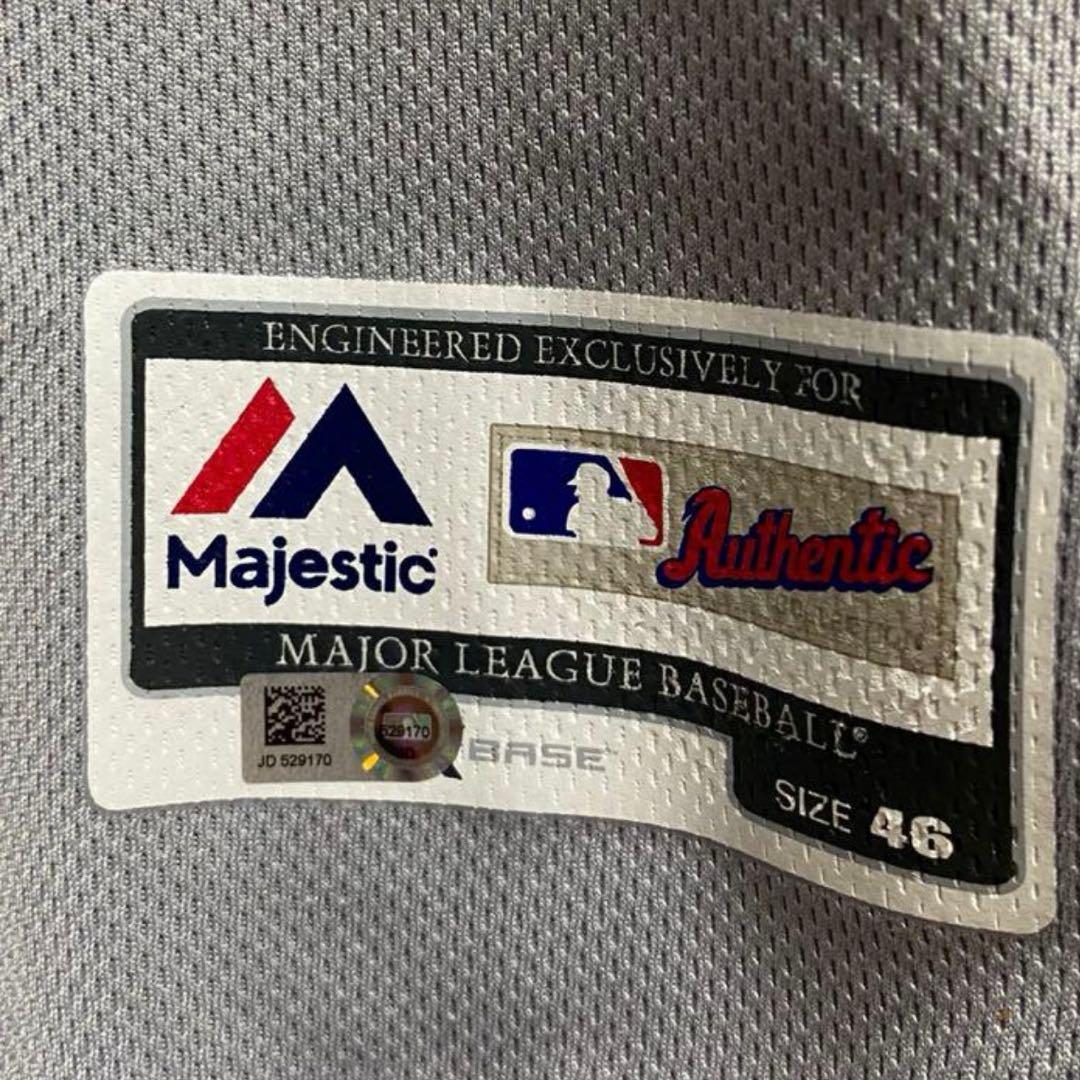 ENGINEERED EXCLUSIVELY FOR
Majestic
Authentic
MAJOR LEAGUE BASEBALL®
JD 529170
529170
BASE
SIZE 46